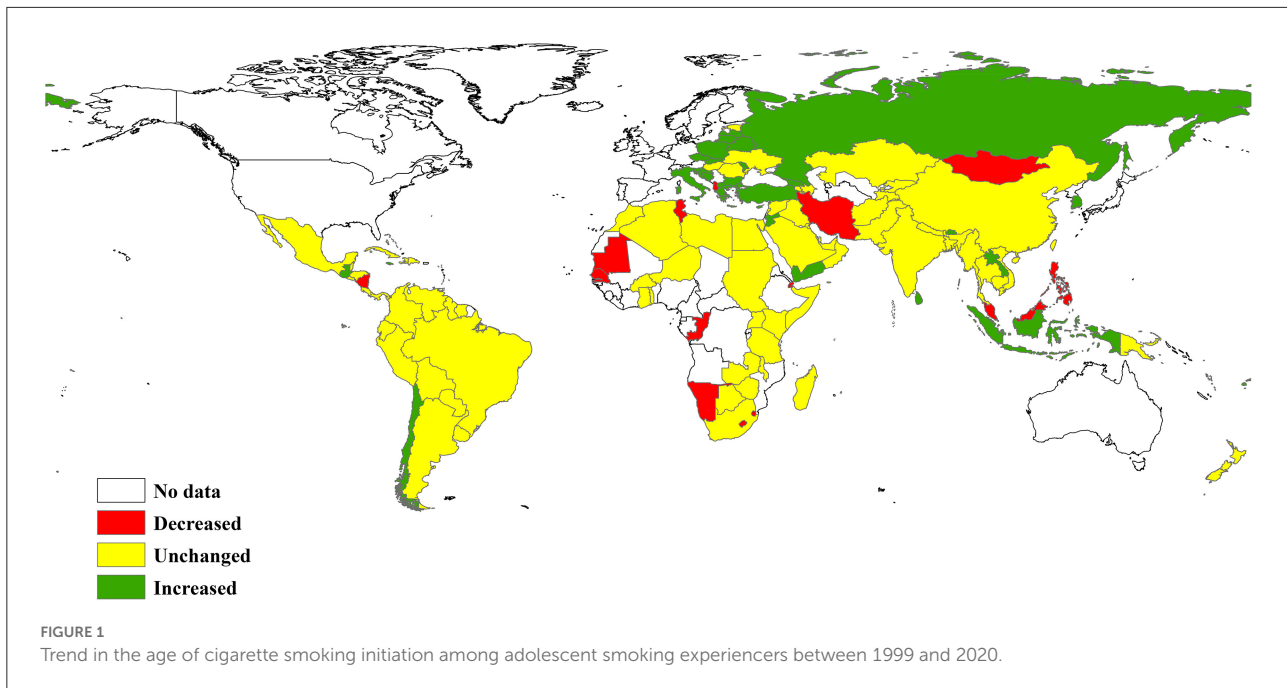 No data
Decreased
Unchanged
Increased
FIGURE 1
Trend in the age of cigarette smoking initiation among adolescent smoking experiencers between 1999 and 2020.